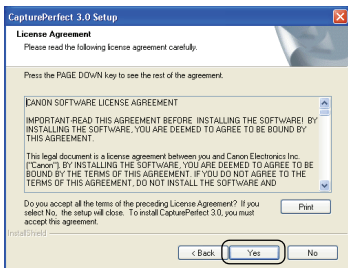 CapturePerfect 3.0 Setup
License Agreement
Please read the following license agreement carefully.
Press the PAGE DOWN key to see the rest of the agreement.
CANON SOFTWARE LICENSE AGREEMENT
IMPORTANT-READ THIS AGREEMENT BEFORE INSTALLING THE SOFTWARE! BY
INSTALLING THE SOFTWARE, YOU ARE DEEMED TO AGREE TO BE BOUND BY
THIS AGREEMENT.
This legal document is a license agreement between you and Canon Electronics Inc.
("Canon"). BY INSTALLING THE SOFTWARE, YOU ARE DEEMED TO AGREE TO BE
BOUND BY THE TERMS OF THIS AGREEMENT. IF YOU DO NOT AGREE TO THE
TERMS OF THIS AGREEMENT, DO NOT INSTALL THE SOFTWARE AND
Do you accept all the terms of the preceding License Agreement? If you
select No, the setup will close. To install CapturePerfect 3.0, you must
accept this agreement.
Print
InstallShield
< Back
Yes
No